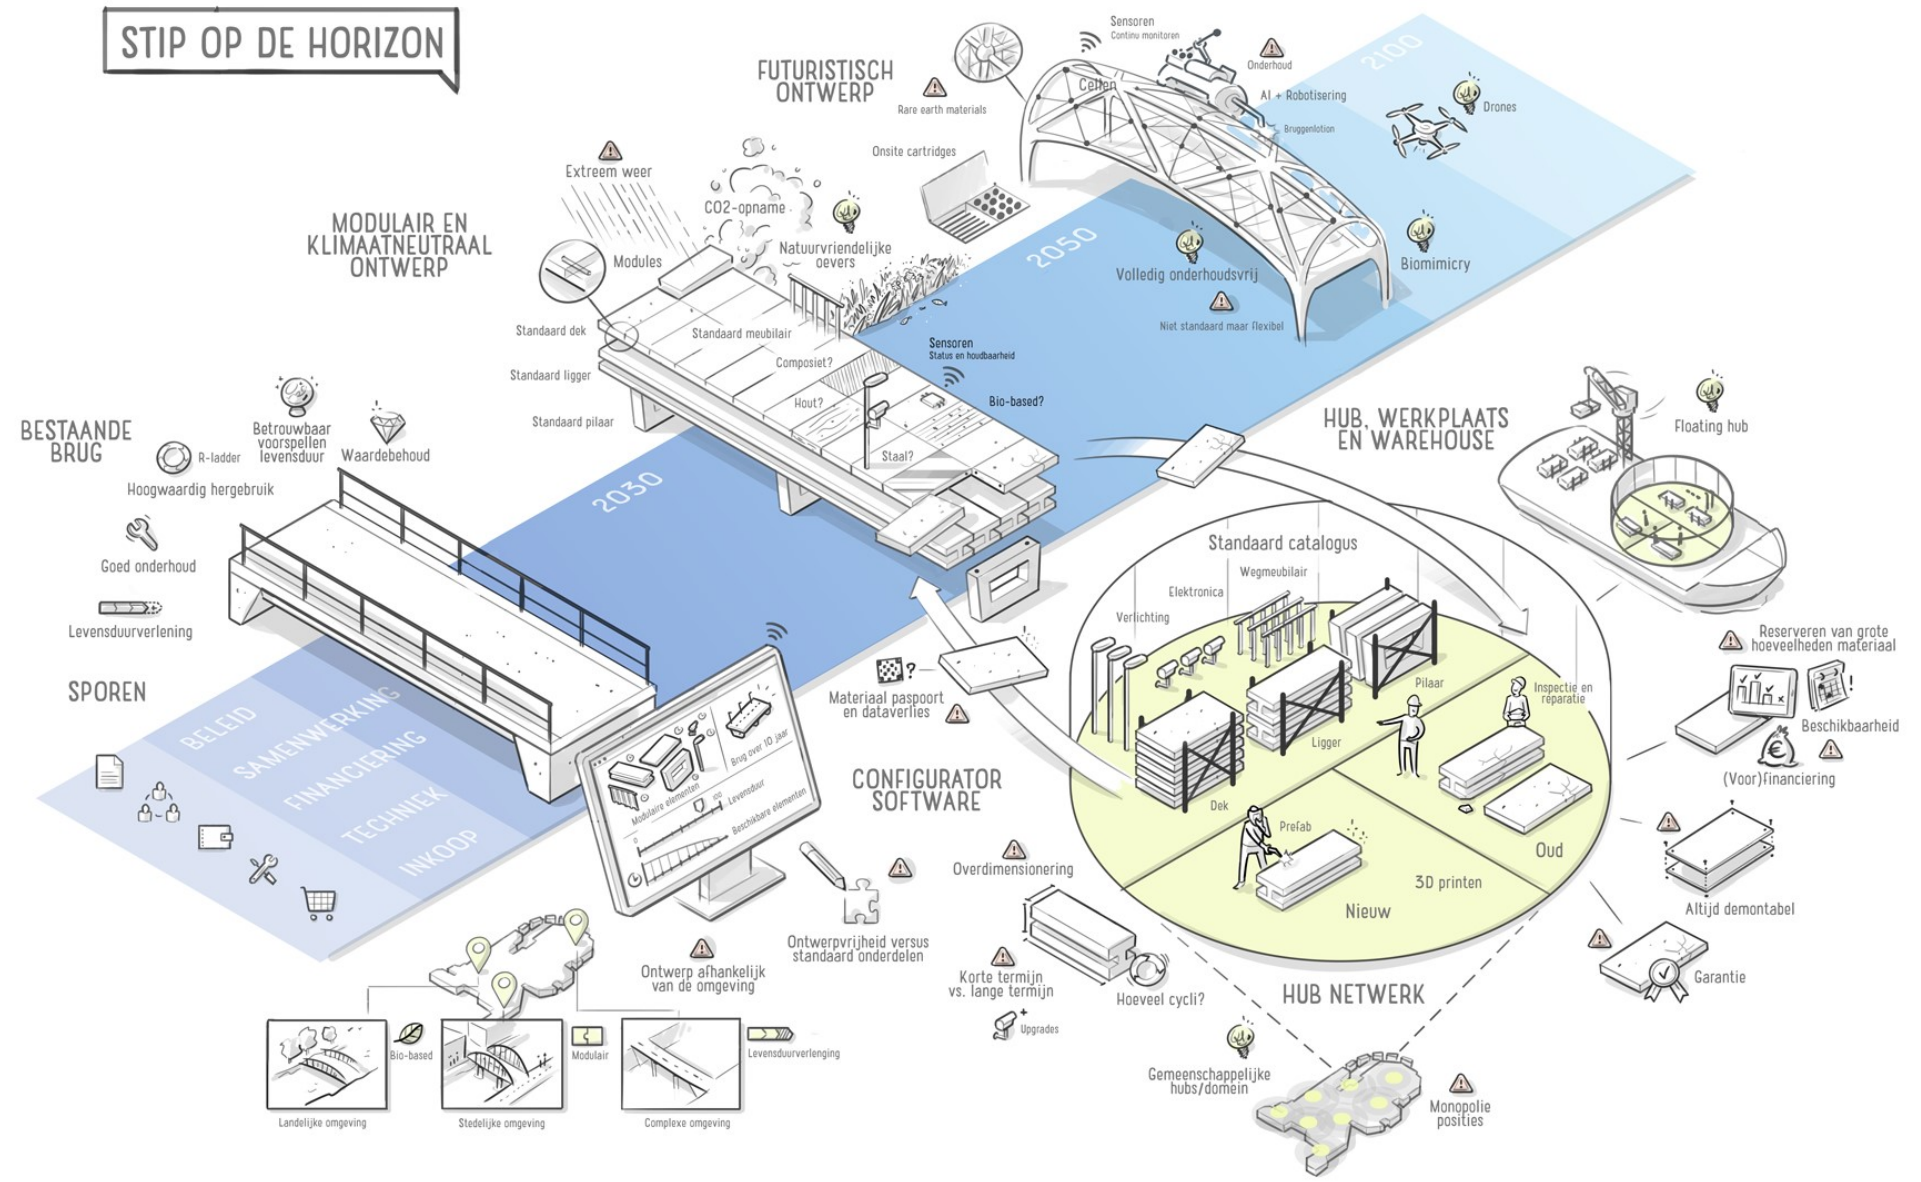 STIP OP DE HORIZON
FUTURISTISCH
ONTWERP
Rare earth materials
Onsite cartridges
Cellen
Sensoren
Continu monitoren
Onderhoud
AI + Robotisering
Bruggenlotion
2100
Drones
Biomimicry
Volledig onderhoudsvrij
Niet standaard maar flexibel
2050
MODULAIR EN
KLIMAATNEUTRAAL
ONTWERP
Extreem weer
CO2-opname
Natuurvriendelijke
oevers
Modules
Standaard dek
Standaard ligger
Standaard pilaar
Standaard meubilair
Composiet?
Hout?
Staal?
Sensoren
Status en houdbaarheid
Bio-based?
2030
BESTAANDE
BRUG
R-ladder
Hoogwaardig hergebruik
Betrouwbaar
voorspellen
levensduur
Waardebehoud
Goed onderhoud
Levensduurverlening
SPOREN
BELEID
SAMENWERKING
FINANCIERING
TECHNIEK
INKOOP
Modulaire elementen
Brug over 10 jaar
Levensduur
Beschikbare elementen
CONFIGURATOR
SOFTWARE
Materiaal paspoort
en dataverlies
?
Ontwerpvrijheid versus
standaard onderdelen
Ontwerp afhankelijk
van de omgeving
Bio-based
Modulair
Levensduurverlenging
Landelijke omgeving
Stedelijke omgeving
Complexe omgeving
Overdimensionering
Korte termijn
vs. lange termijn
Hoeveel cycli?
Upgrades
HUB, WERKPLAATS
EN WAREHOUSE
Floating hub
Standaard catalogus
Wegmeubilair
Elektronica
Verlichting
Pilaar
Ligger
Dek
Inspectie en
reparatie
Oud
Prefab
3D printen
Nieuw
Reserveren van grote
hoeveelheden materiaal
Beschikbaarheid
(Voor)financiering
Altijd demontabel
Garantie
HUB NETWERK
Gemeenschappelijke
hubs/domein
Monopolie
posities